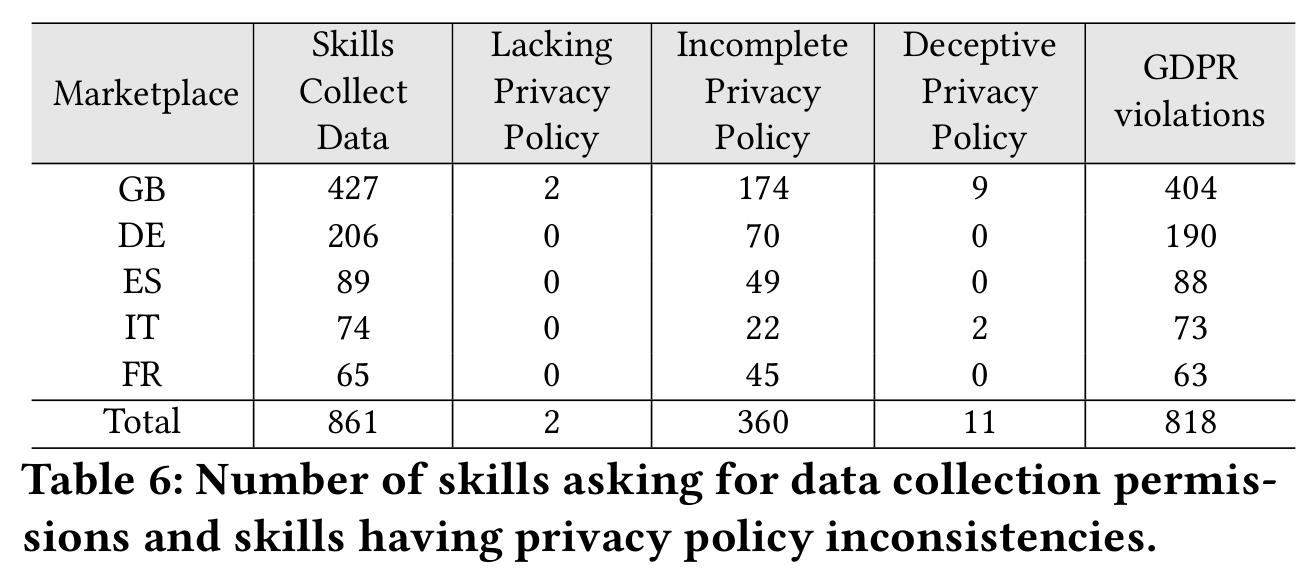 Marketplace Skills Collect Data Lacking Privacy Policy Incomplete Privacy Policy Deceptive Privacy Policy GDPR violations
GB 427 2 174 9 404
DE 206 0 70 0 190
ES 89 0 49 0 88
IT 74 0 22 2 73
FR 65 0 45 0 63
Total 861 2 360 11 818
Table 6: Number of skills asking for data collection permis-
sions and skills having privacy policy inconsistencies.